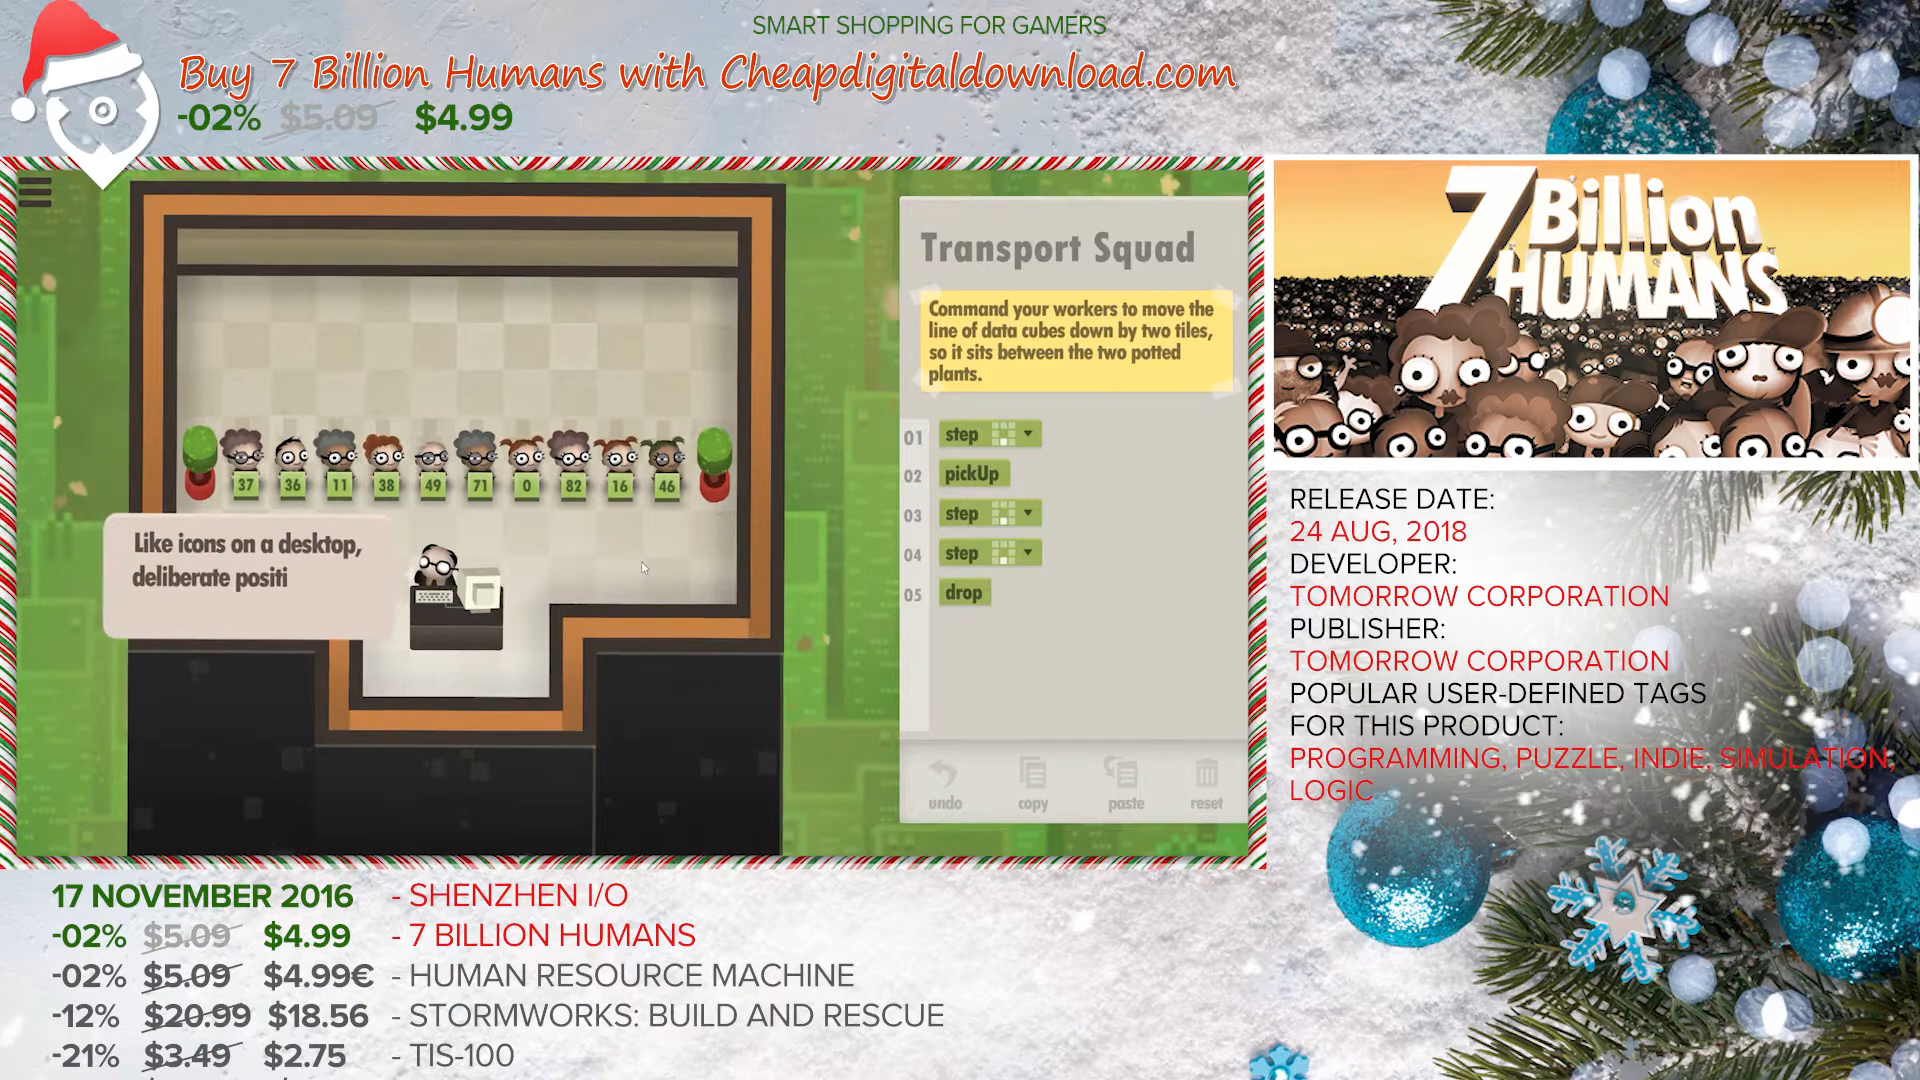 SMART SHOPPING FOR GAMERS
Buy 7 Billion Humans with Cheapdigitaldownload.com
-02% $5.09 $4.99
Transport Squad
Command your workers to move the
line of data cubes down by two tiles,
so it sits between the two potted
plants.
01 step
02 pickUp
03 step
04 step
05 drop
37 36 11 38 49 71 0 82 16 46
Like icons on a desktop,
deliberate positi
undo copy paste reset
7 Billion
HUMANS
RELEASE DATE:
24 AUG, 2018
DEVELOPER:
TOMORROW CORPORATION
PUBLISHER:
TOMORROW CORPORATION
POPULAR USER-DEFINED TAGS
FOR THIS PRODUCT:
PROGRAMMING, PUZZLE, INDIE, SIMULATION,
LOGIC
17 NOVEMBER 2016 - SHENZHEN I/O
-02% $5.09 $4.99 - 7 BILLION HUMANS
-02% $5.09 $4.99€ - HUMAN RESOURCE MACHINE
-12% $20.99 $18.56 - STORMWORKS: BUILD AND RESCUE
-21% $3.49 $2.75 - TIS-100